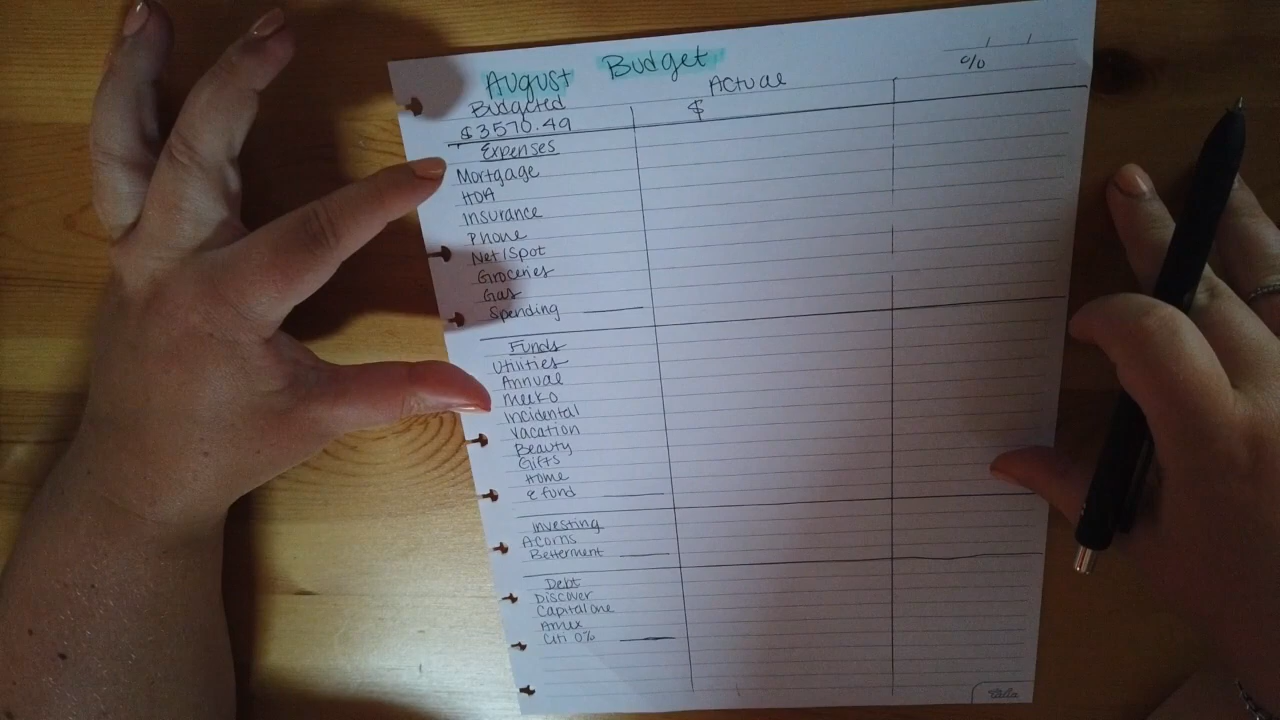 August Budget
Budgeted Actual %
$3570.49 $
Expenses
Mortgage
HOA
Insurance
Phone
Net/Spot
Groceries
Gas
Spending
Funds
Utilities
Annual
Meeko
Incidental
Vacation
Beauty
Gifts
Home
e fund
Investing
Acorns
Betterment
Debt
Discover
Capital one
Amex
Citi 0%